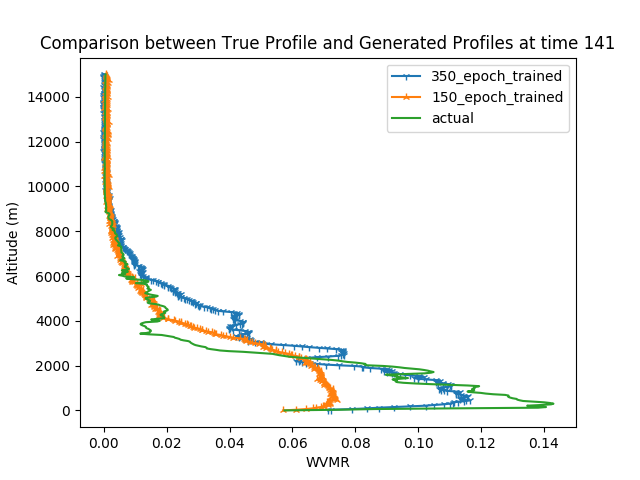 Comparison between True Profile and Generated Profiles at time 141
350_epoch_trained
150_epoch_trained
actual
14000
12000
10000
8000
6000
4000
2000
0
Altitude (m)
0.00 0.02 0.04 0.06 0.08 0.10 0.12 0.14
WVMR